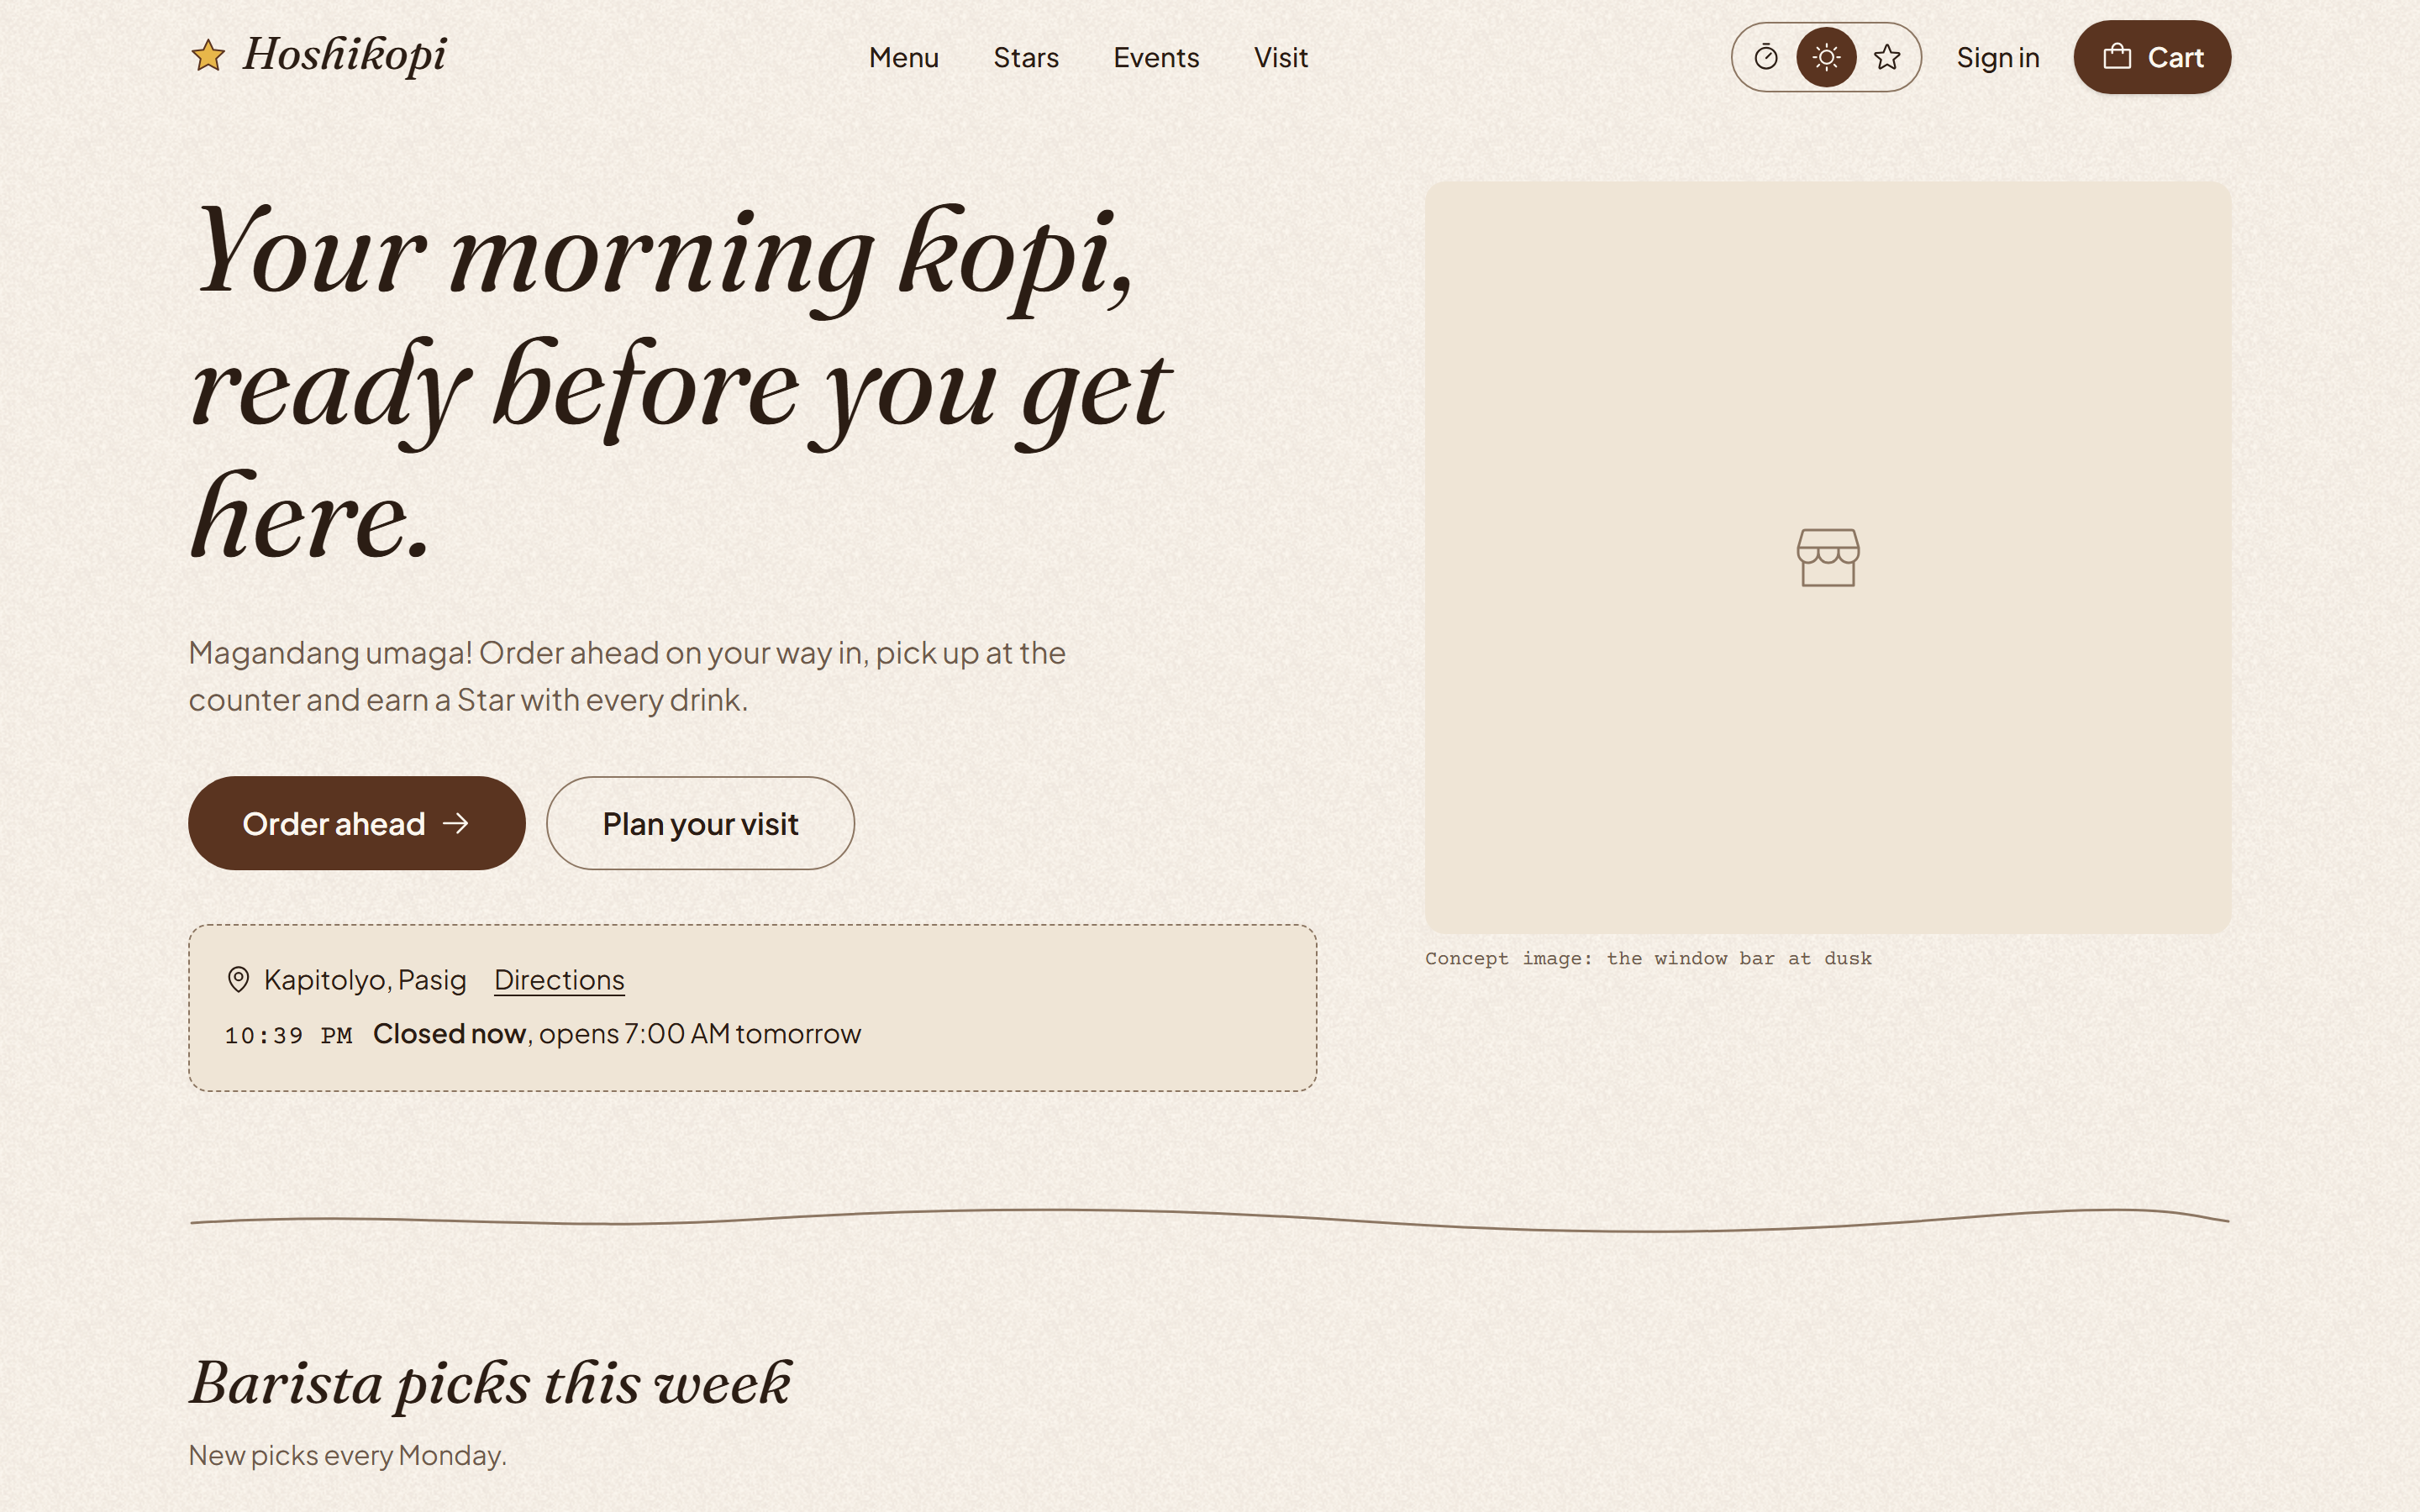 Hoshikopi
Menu Stars Events Visit
Sign in
Cart
Your morning kopi,
ready before you get
here.
Magandang umaga! Order ahead on your way in, pick up at the
counter and earn a Star with every drink.
Order ahead
Plan your visit
Kapitolyo, Pasig Directions
10:39 PM Closed now, opens 7:00 AM tomorrow
Concept image: the window bar at dusk
Barista picks this week
New picks every Monday.